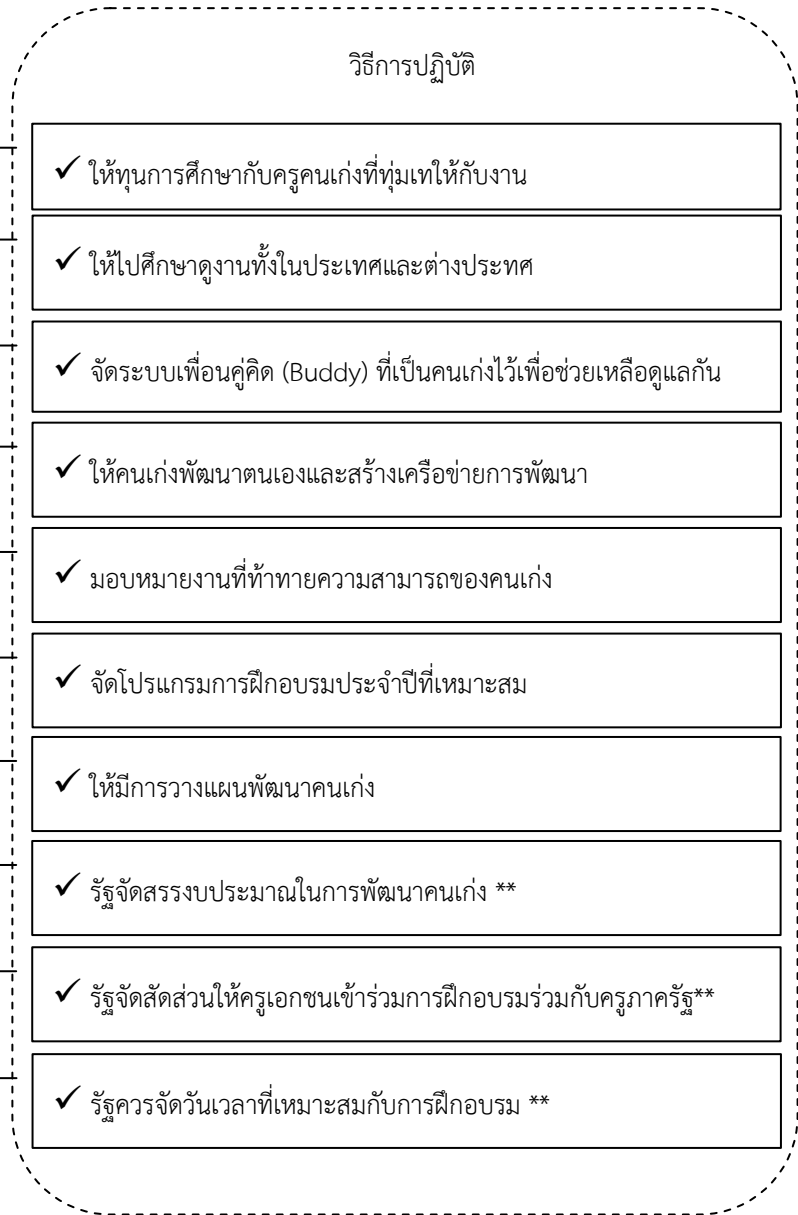 วิธีการปฏิบัติ
✓ ให้ทุนการศึกษากับครูคนเก่งที่ทุ่มเทให้กับงาน
✓ ให้ไปศึกษาดูงานทั้งในประเทศและต่างประทศ
✓ จัดระบบเพื่อนคู่คิด (Buddy) ที่เป็นคนเก่งไว้เพื่อช่วยเหลือดูแลกัน
✓ ให้คนเก่งพัฒนาตนเองและสร้างเครือข่ายการพัฒนา
✓ มอบหมายงานที่ท้าทายความสามารถของคนเก่ง
✓ จัดโปรแกรมการฝึกอบรมประจำปีที่เหมาะสม
✓ ให้มีการวางแผนพัฒนาคนเก่ง
✓ รัฐจัดสรรงบประมาณในการพัฒนาคนเก่ง **
✓ รัฐจัดสัดส่วนให้ครูเอกชนเข้าร่วมการฝึกอบรมร่วมกับครูภาครัฐ**
✓ รัฐควรจัดวันเวลาที่เหมาะสมกับการฝึกอบรม **